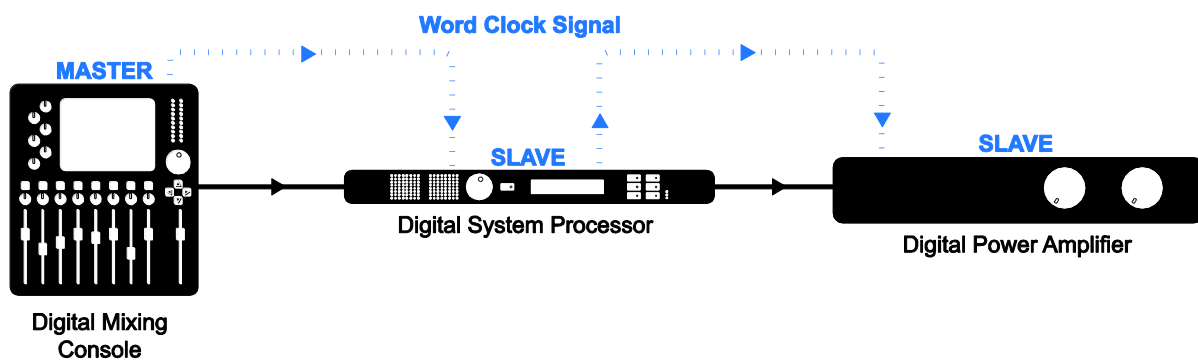 Word Clock Signal
MASTER
SLAVE
SLAVE
Digital System Processor
Digital Power Amplifier
Digital Mixing
Console